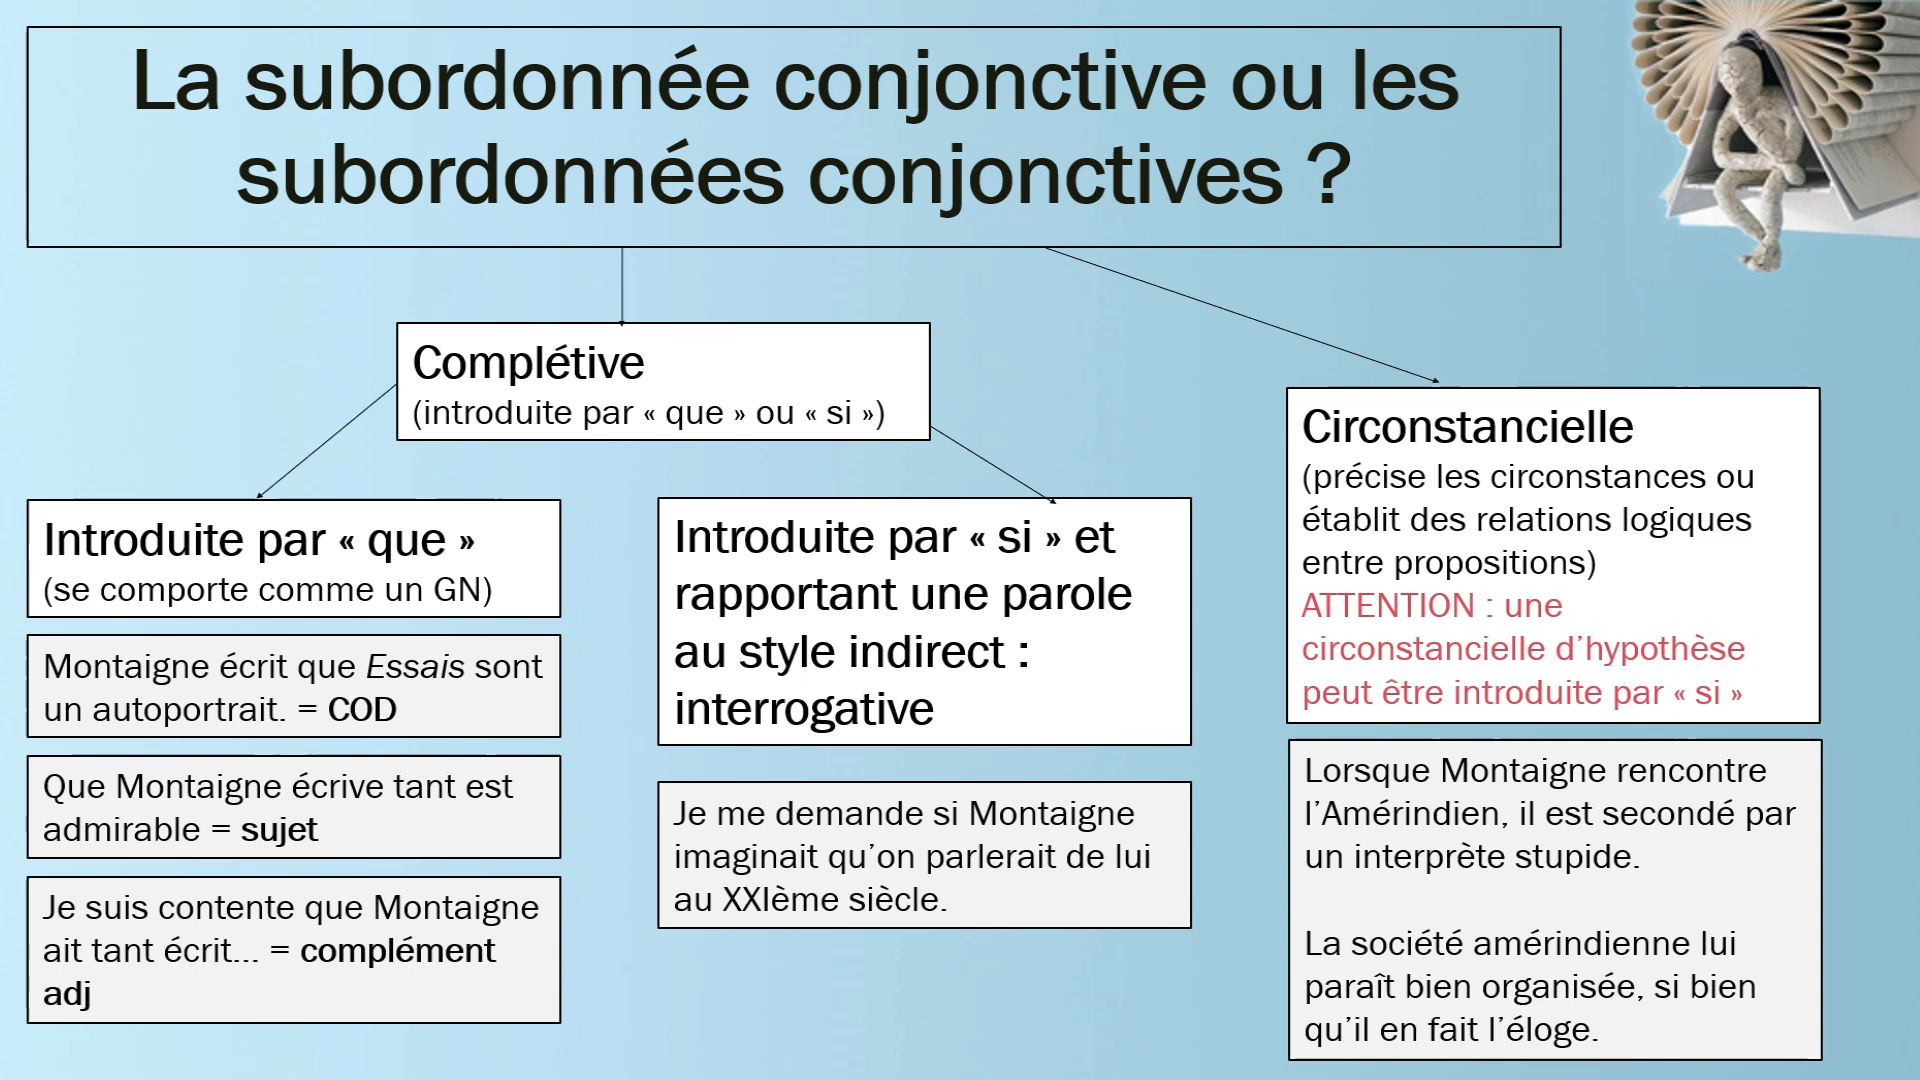 La subordonnée conjonctive ou les
subordonnées conjonctives ?
Complétive
(introduite par « que » ou « si »)
Introduite par « que »
(se comporte comme un GN)
Montaigne écrit que Essais sont
un autoportrait. = COD
Que Montaigne écrive tant est
admirable = sujet
Je suis contente que Montaigne
ait tant écrit... = complément
adj
Introduite par « si » et
rapportant une parole
au style indirect :
interrogative
Je me demande si Montaigne
imaginait qu’on parlerait de lui
au XXIème siècle.
Circonstancielle
(précise les circonstances ou
établit des relations logiques
entre propositions)
ATTENTION : une
circonstancielle d’hypothèse
peut être introduite par « si »
Lorsque Montaigne rencontre
l’Amérindien, il est secondé par
un interprète stupide.
La société amérindienne lui
paraît bien organisée, si bien
qu’il en fait l’éloge.